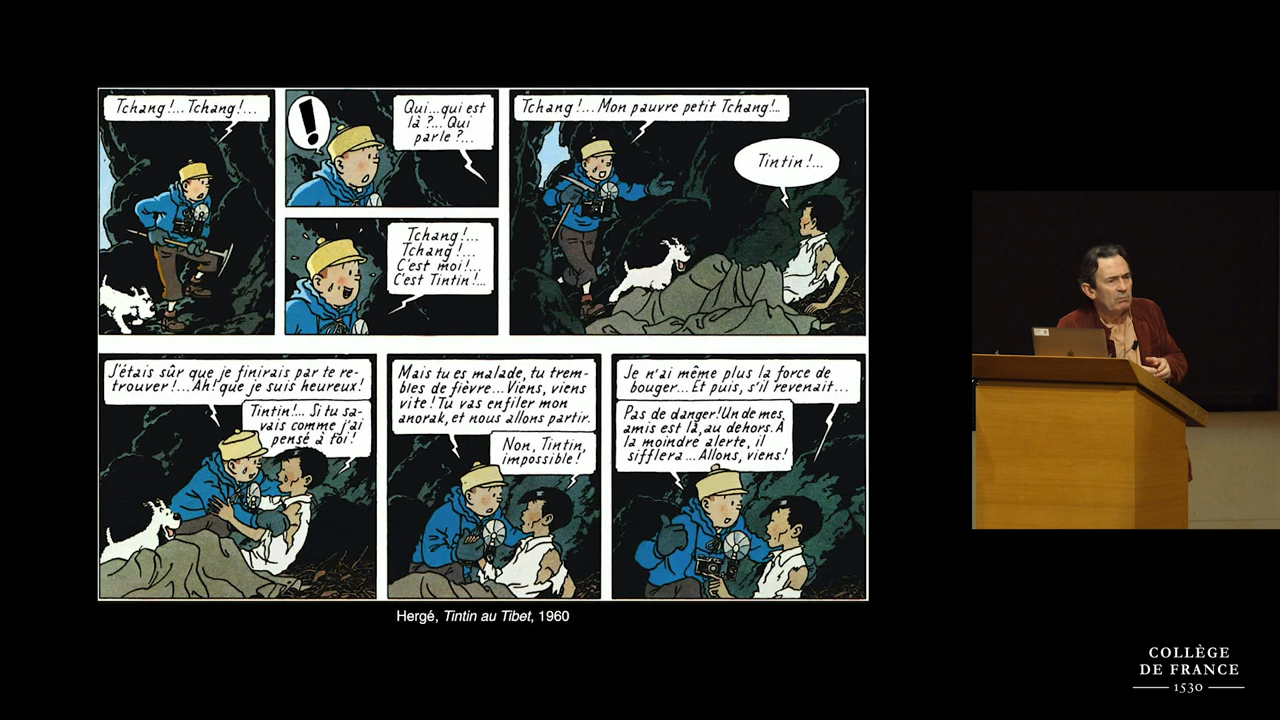 Tchang!...Tchang!...
!
Qui...qui est
là ?... Qui
parle ?...
Tchang!...
Tchang!...
C'est moi!...
C'est Tintin!...
Tchang!... Mon pauvre petit Tchang!...
Tintin!...
J'étais sûr que je finirais par te re-
trouver!...Ah! que je suis heureux!
Tintin!... Si tu sa-
vais comme j'ai
pensé à toi!
Mais tu es malade, tu trem-
bles de fièvre... Viens, viens
vite! Tu vas enfiler mon
anorak, et nous allons partir.
Non, Tintin,
impossible!
Je n'ai même plus la force de
bouger... Et puis, s'il revenait...
Pas de danger! Un de mes
amis est là, au dehors. À
la moindre alerte, il
sifflera... Allons, viens!
Hergé, Tintin au Tibet, 1960
COLLÈGE
DE FRANCE
1530